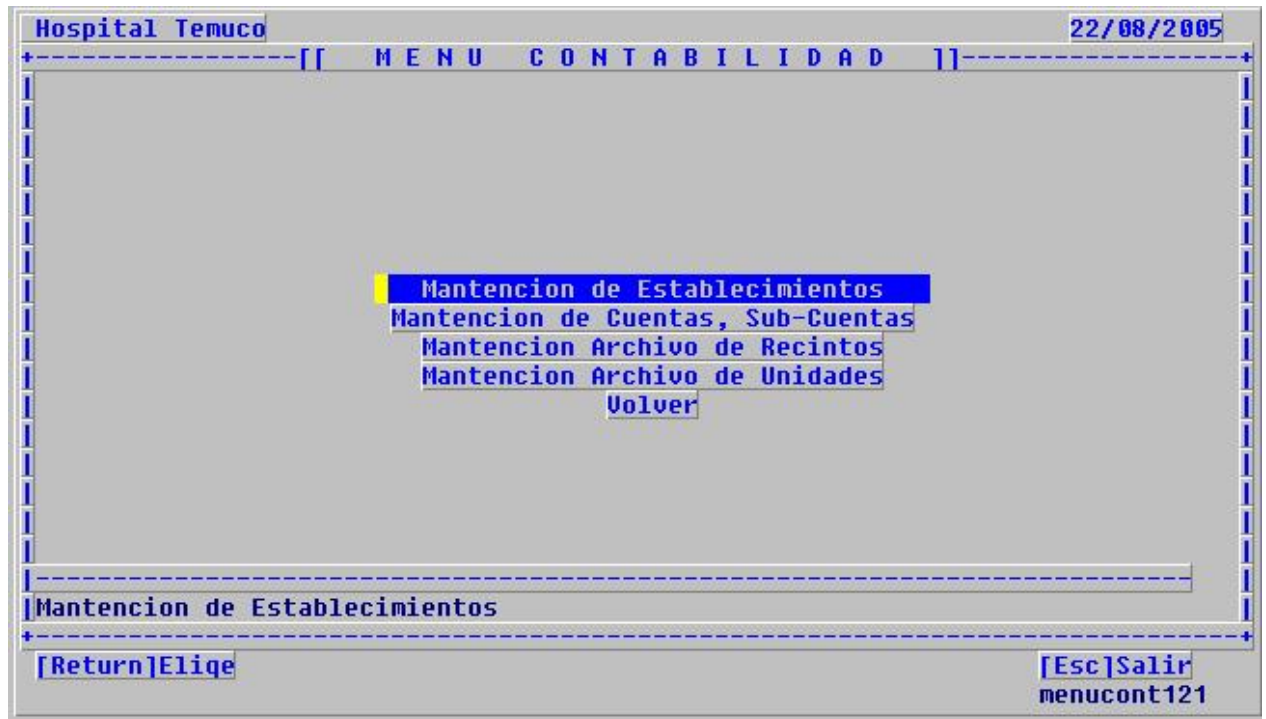 Hospital Temuco 22/08/2005
+-----------------[[ M E N U C O N T A B I L I D A D ]]------------------+
Mantencion de Establecimientos
Mantencion de Cuentas, Sub-Cuentas
Mantencion Archivo de Recintos
Mantencion Archivo de Unidades
Volver
Mantencion de Establecimientos
[Return]Elige [Esc]Salir
menucont121